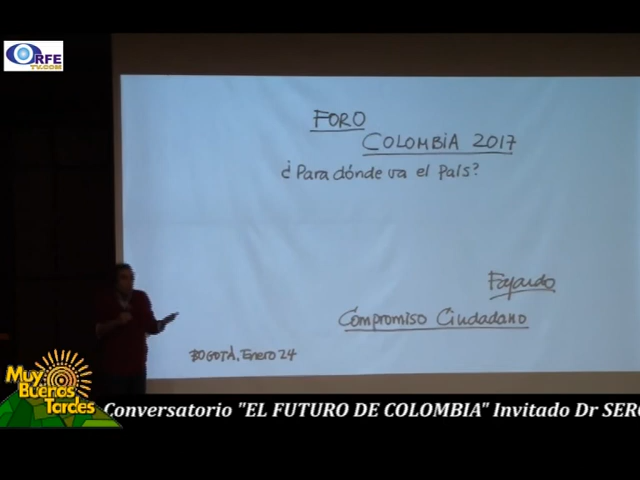 ORFE
TV.COM
FORO
COLOMBIA 2017
¿Para dónde va el País?
Fajardo
Compromiso Ciudadano
BOGOTÁ, Enero 24
Muy
Buenas
Tardes
Conversatorio "EL FUTURO DE COLOMBIA" Invitado Dr SERG